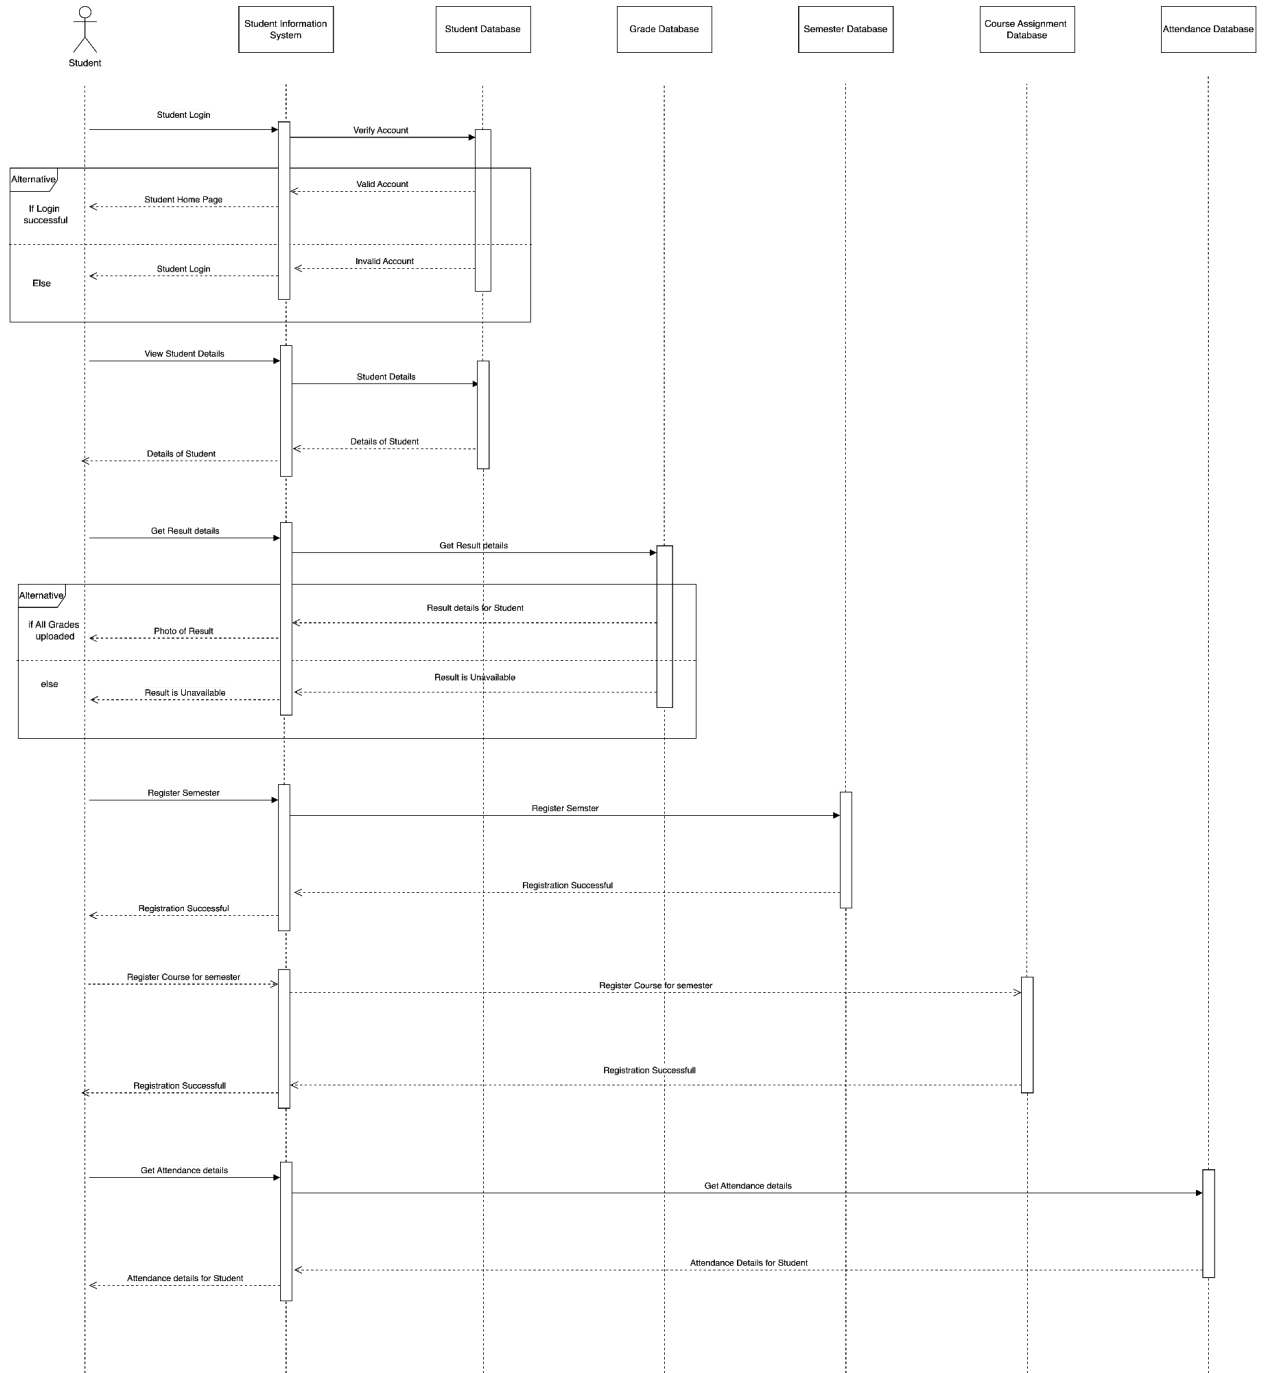 Student
Student Information
System
Student Database
Grade Database
Semester Database
Course Assignment
Database
Attendance Database
Student Login
Verify Account
Alternative
Valid Account
If Login
successful
Student Home Page
Invalid Account
Student Login
Else
View Student Details
Student Details
Details of Student
Details of Student
Get Result details
Get Result details
Alternative
Result details for Student
if All Grades
uploaded
Photo of Result
Result is Unavailable
else
Result is Unavailable
Register Semester
Register Semster
Registration Successful
Registration Successful
Register Course for semester
Register Course for semester
Registration Successfull
Registration Successfull
Get Attendance details
Get Attendance details
Attendance Details for Student
Attendance details for Student